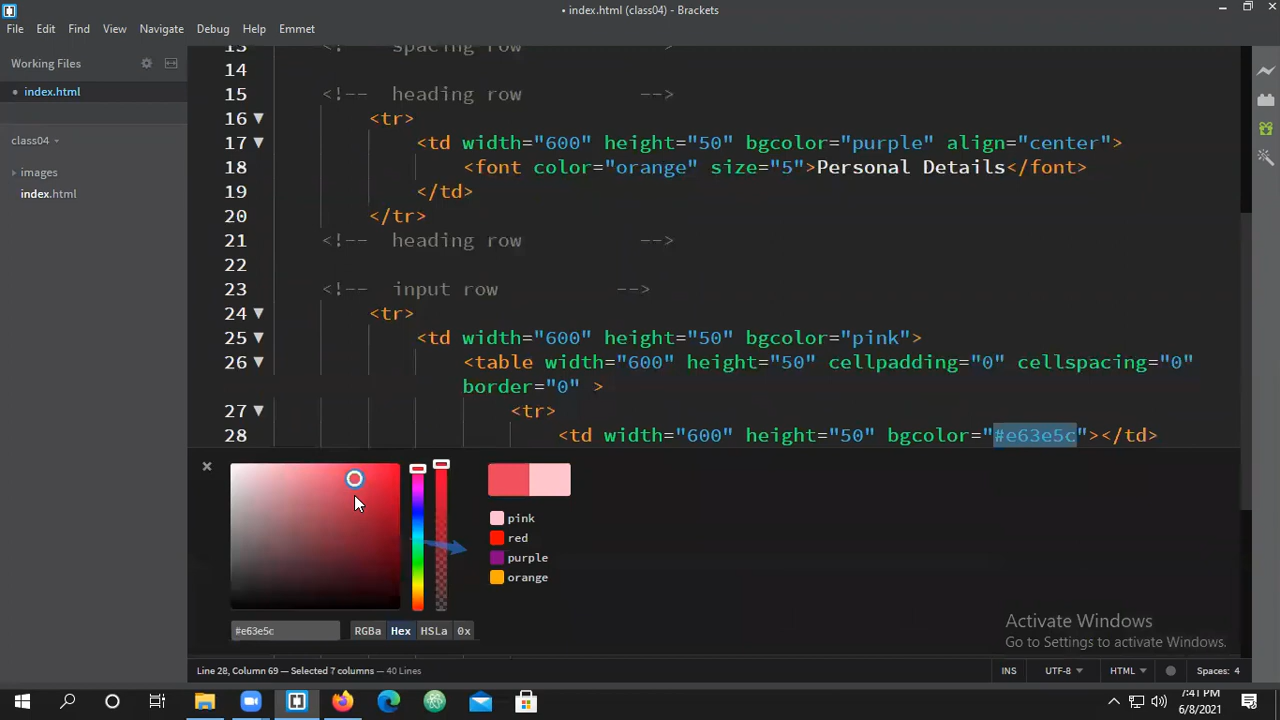 • index.html (class04) - Brackets
File Edit Find View Navigate Debug Help Emmet
Working Files
• index.html
class04
images
index.html
13 <!-- spacing row -->
14
15 <!-- heading row -->
16 <tr>
17 <td width="600" height="50" bgcolor="purple" align="center">
18 <font color="orange" size="5">Personal Details</font>
19 </td>
20 </tr>
21 <!-- heading row -->
22
23 <!-- input row -->
24 <tr>
25 <td width="600" height="50" bgcolor="pink">
26 <table width="600" height="50" cellpadding="0" cellspacing="0"
border="0" >
27 <tr>
28 <td width="600" height="50" bgcolor="#e63e5c"></td>
pink
red
purple
orange
#e63e5c RGBa Hex HSLa 0x
Activate Windows
Go to Settings to activate Windows.
Line 28, Column 69 — Selected 7 columns — 40 Lines INS UTF-8 HTML Spaces: 4
7:41 PM
6/8/2021